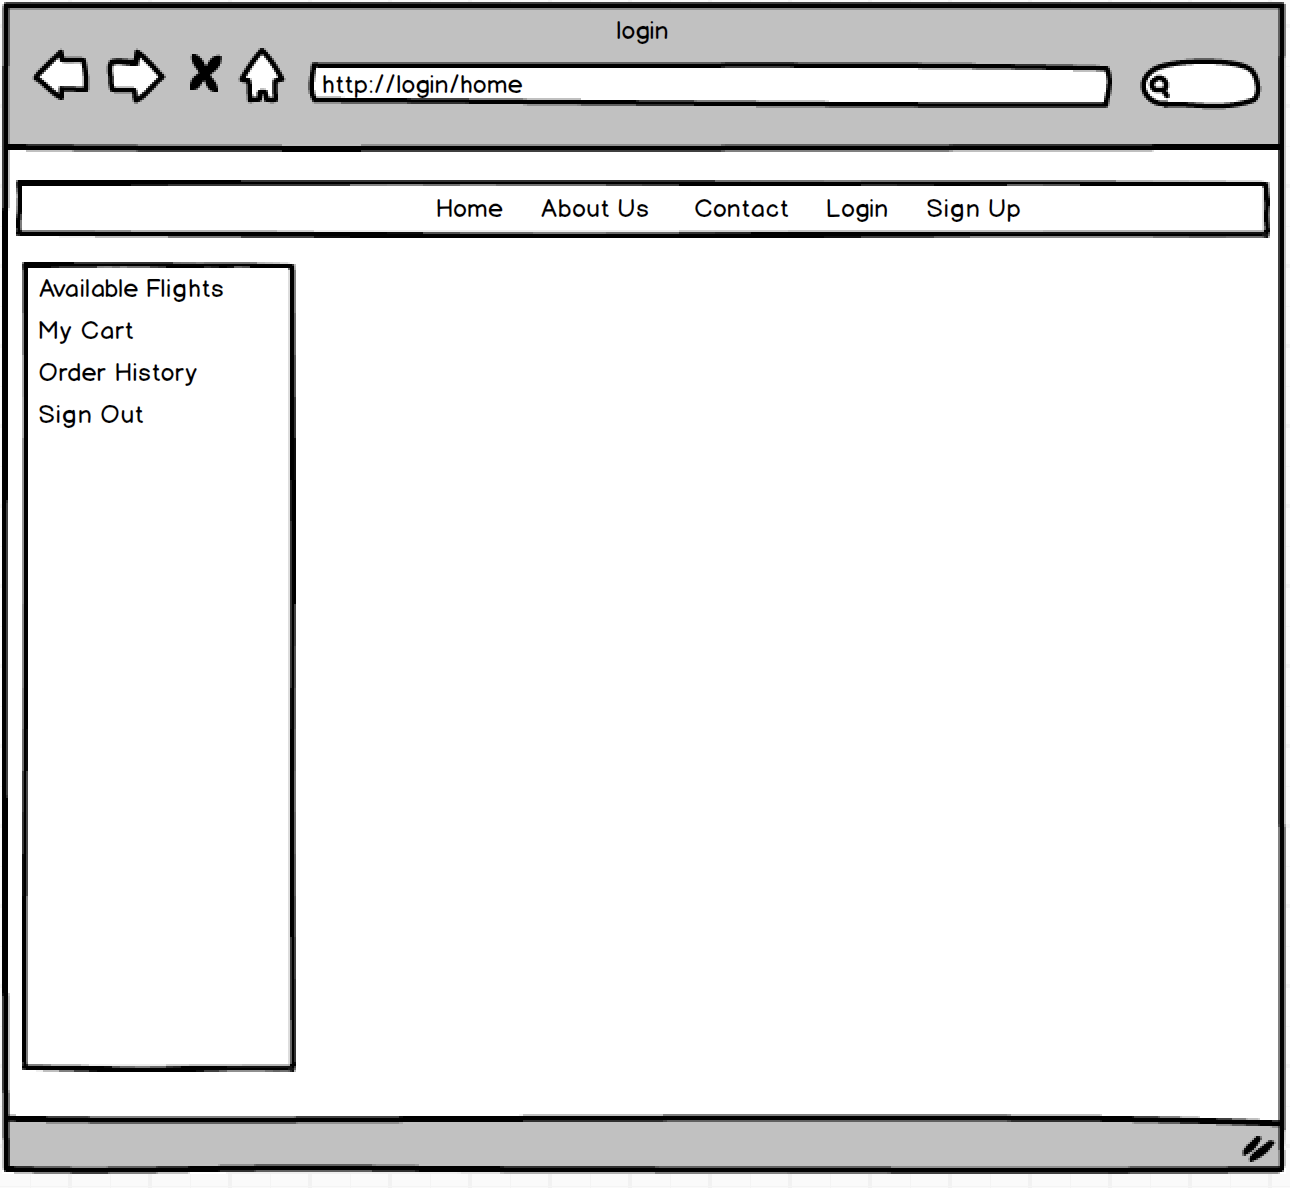 login
http://login/home
Home About Us Contact Login Sign Up
Available Flights
My Cart
Order History
Sign Out